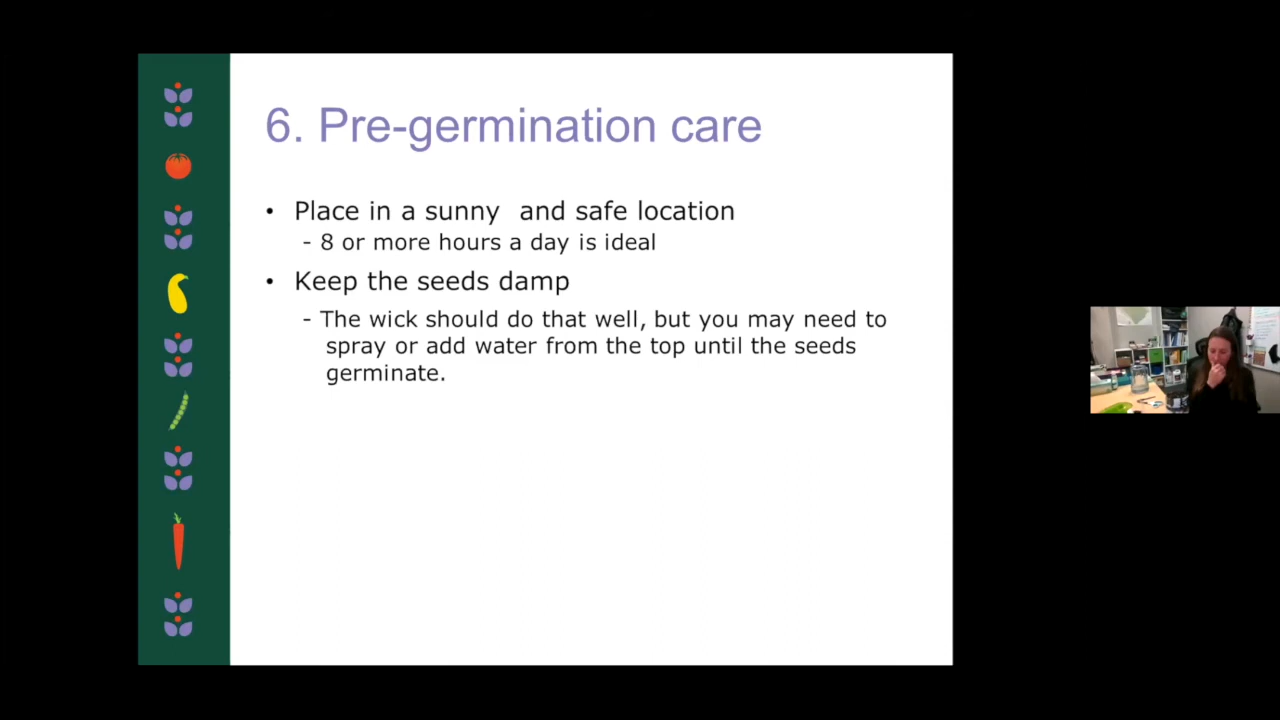 6. Pre-germination care
• Place in a sunny  and safe location
- 8 or more hours a day is ideal
• Keep the seeds damp
- The wick should do that well, but you may need to
spray or add water from the top until the seeds
germinate.